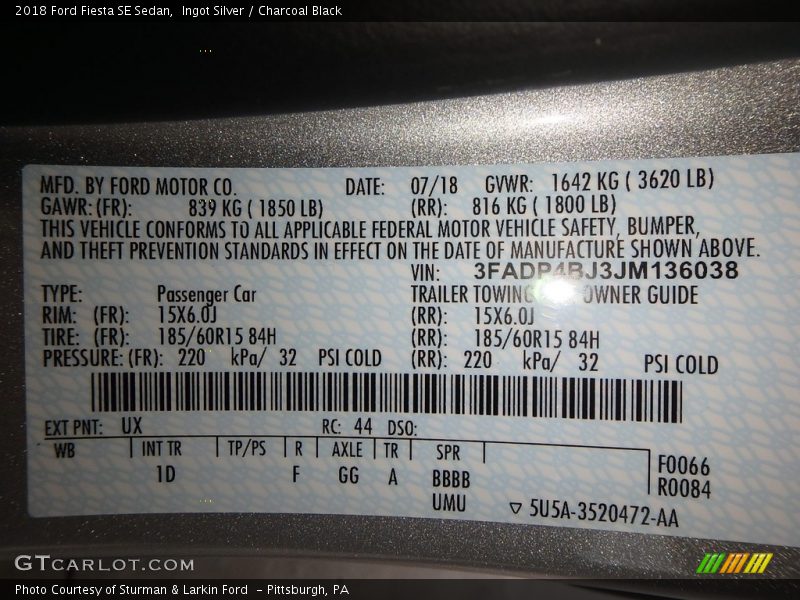 2018 Ford Fiesta SE Sedan, Ingot Silver / Charcoal Black
MFD. BY FORD MOTOR CO. DATE: 07/18 GVWR: 1642 KG ( 3620 LB)
GAWR: (FR): 839 KG ( 1850 LB) (RR): 816 KG ( 1800 LB)
THIS VEHICLE CONFORMS TO ALL APPLICABLE FEDERAL MOTOR VEHICLE SAFETY, BUMPER,
AND THEFT PREVENTION STANDARDS IN EFFECT ON THE DATE OF MANUFACTURE SHOWN ABOVE.
VIN: 3FADP4BJ3JM136038
TYPE: Passenger Car TRAILER TOWING OWNER GUIDE
RIM: (FR): 15X6.0J (RR): 15X6.0J
TIRE: (FR): 185/60R15 84H (RR): 185/60R15 84H
PRESSURE: (FR): 220 kPa/ 32 PSI COLD (RR): 220 kPa/ 32 PSI COLD
EXT PNT: UX RC: 44 DSO:
WB INT TR TP/PS R AXLE TR SPR F0066
1D F GG A BBBB R0084
UMU 5U5A-3520472-AA
GTCARLOT.COM
Photo Courtesy of Sturman & Larkin Ford - Pittsburgh, PA